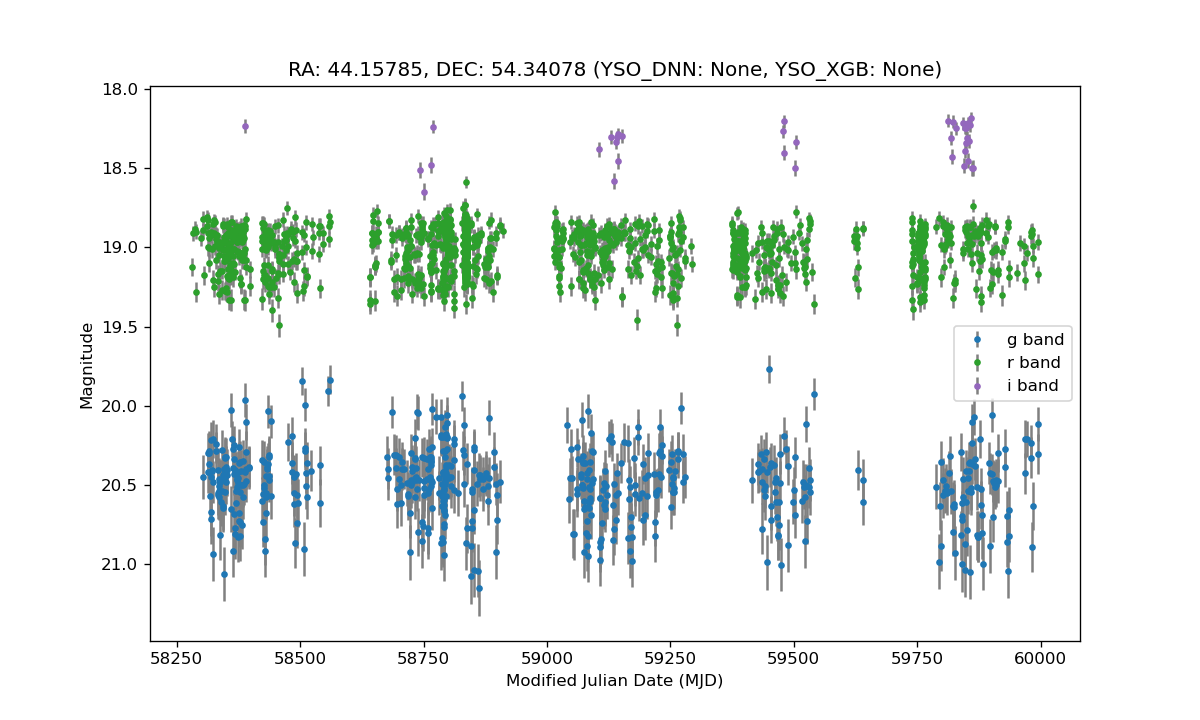 RA: 44.15785, DEC: 54.34078 (YSO_DNN: None, YSO_XGB: None)
18.0
18.5
19.0
19.5
20.0
20.5
21.0
Magnitude
g band
r band
i band
58250 58500 58750 59000 59250 59500 59750 60000
Modified Julian Date (MJD)